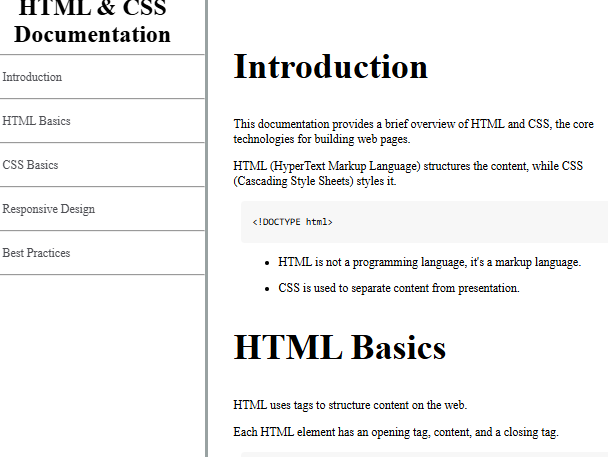 HTML & CSS
Documentation
Introduction
HTML Basics
CSS Basics
Responsive Design
Best Practices
Introduction
This documentation provides a brief overview of HTML and CSS, the core
technologies for building web pages.
HTML (HyperText Markup Language) structures the content, while CSS
(Cascading Style Sheets) styles it.
<!DOCTYPE html>
HTML is not a programming language, it's a markup language.
CSS is used to separate content from presentation.
HTML Basics
HTML uses tags to structure content on the web.
Each HTML element has an opening tag, content, and a closing tag.